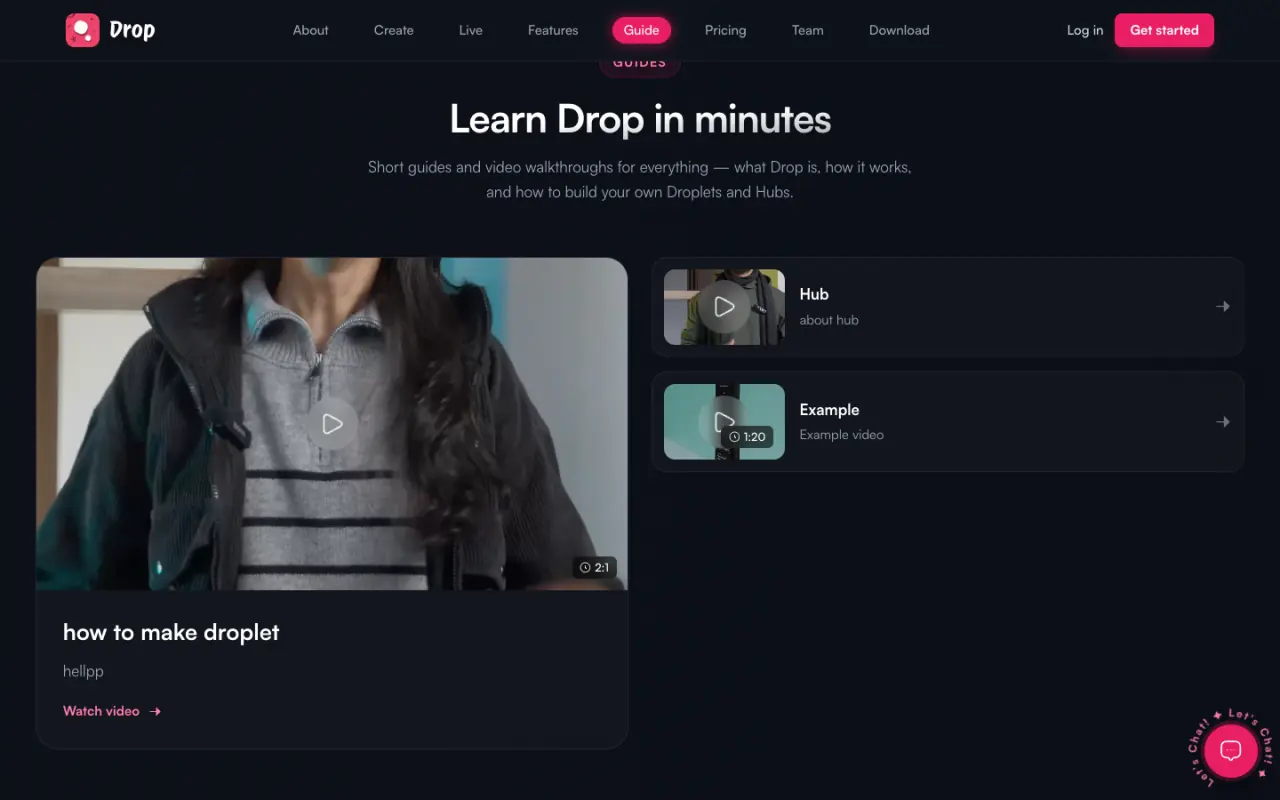 Drop
About
Create
Live
Features
Guide
Pricing
Team
Download
Log in
Get started
GUIDES
Learn Drop in minutes
Short guides and video walkthroughs for everything — what Drop is, how it works,
and how to build your own Droplets and Hubs.
2:1
how to make droplet
hellpp
Watch video →
Hub
about hub
→
1:20
Example
Example video
→
Let's Chat! ✦ Let's Chat! ✦